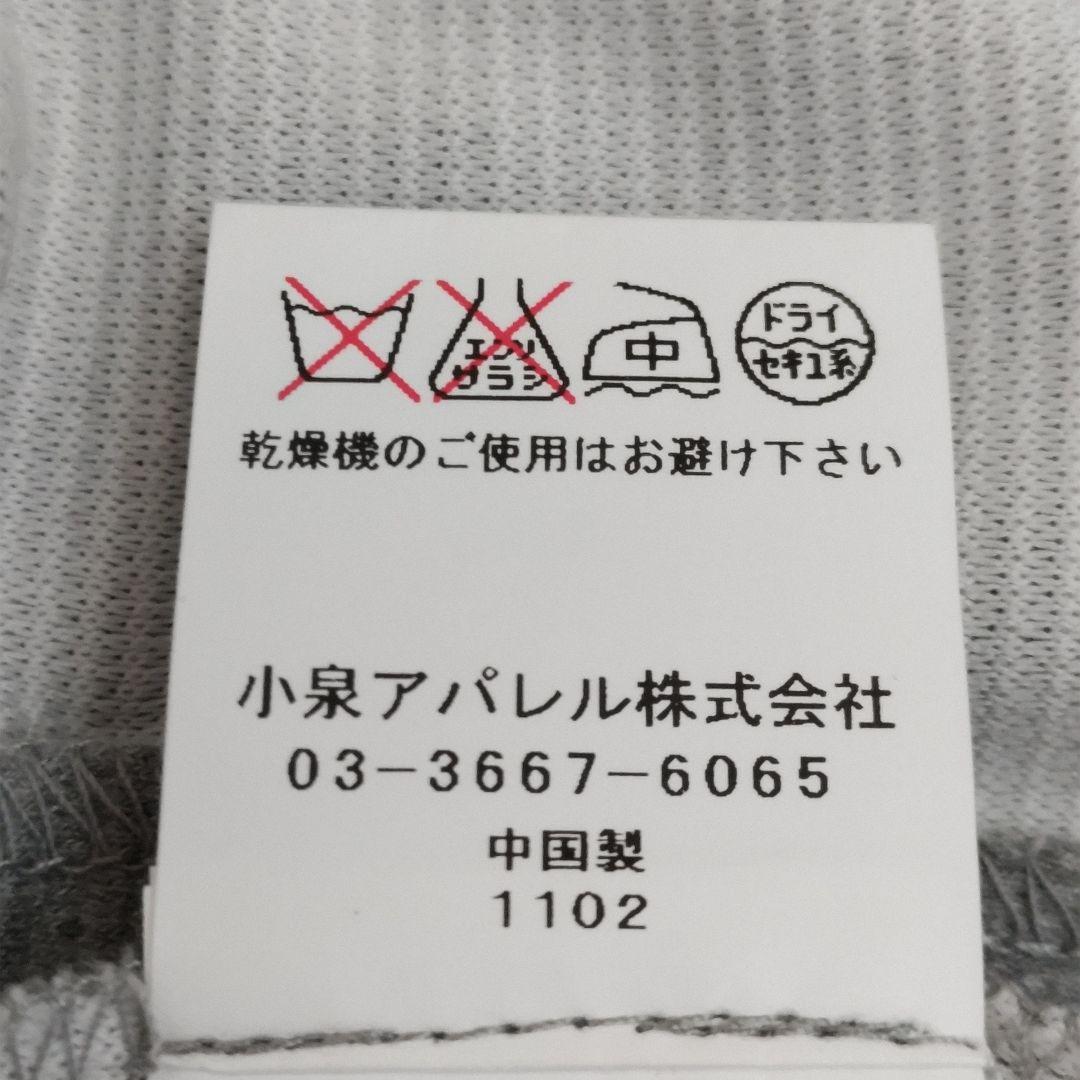 エンソ
サラシ
中
ドライ
セキユ系
乾燥機のご使用はお避け下さい
小泉アパレル株式会社
03-3667-6065
中国製
1102